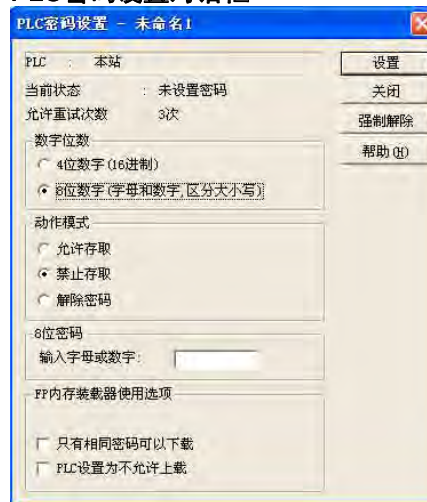 PLC密码设置 - 未命名1
PLC : 本站
当前状态 : 未设置密码
允许重试次数 3次
数字位数
4位数字(16进制)
8位数字(字母和数字,区分大小写)
动作模式
允许存取
禁止存取
解除密码
8位密码
输入字母或数字:
FP内存装载器使用选项
只有相同密码可以下载
PLC设置为不允许上载
设置
关闭
强制解除
帮助(H)